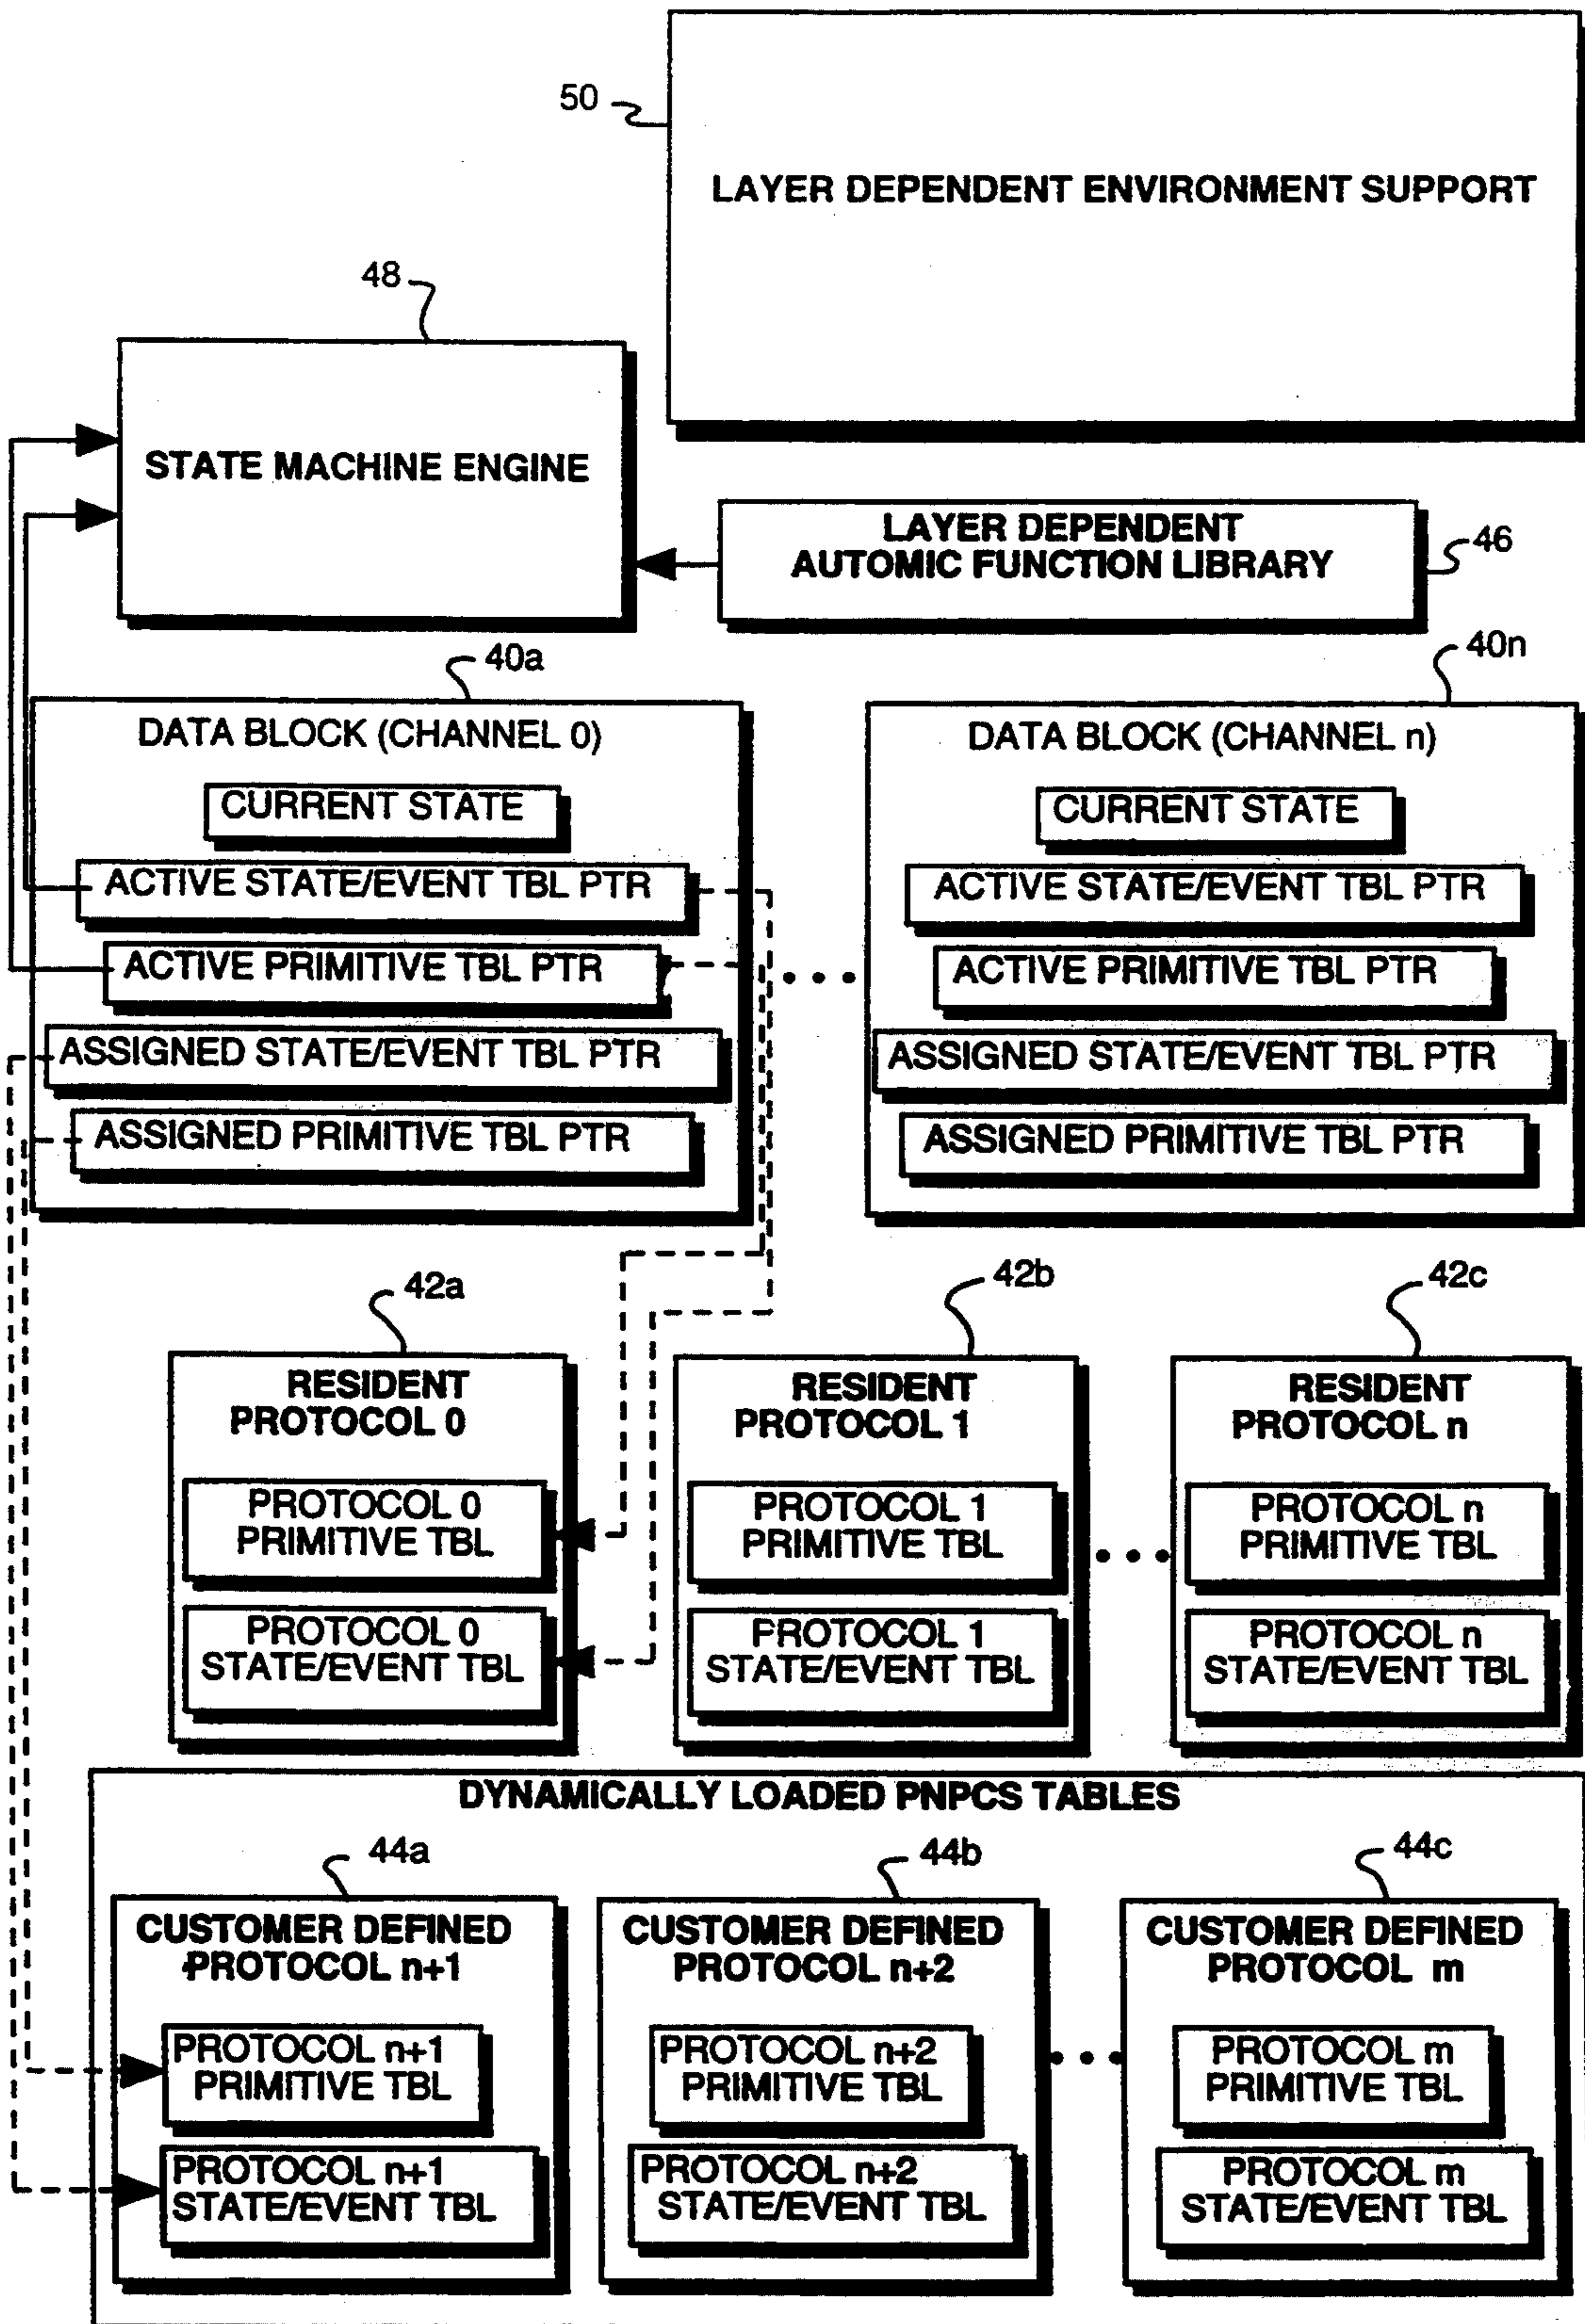 50
LAYER DEPENDENT ENVIRONMENT SUPPORT
48
STATE MACHINE ENGINE
LAYER DEPENDENT
AUTOMIC FUNCTION LIBRARY
46
40a
DATA BLOCK (CHANNEL 0)
CURRENT STATE
ACTIVE STATE/EVENT TBL PTR
ACTIVE PRIMITIVE TBL PTR
ASSIGNED STATE/EVENT TBL PTR
ASSIGNED PRIMITIVE TBL PTR
• • •
40n
DATA BLOCK (CHANNEL n)
CURRENT STATE
ACTIVE STATE/EVENT TBL PTR
ACTIVE PRIMITIVE TBL PTR
ASSIGNED STATE/EVENT TBL PTR
ASSIGNED PRIMITIVE TBL PTR
42a
RESIDENT
PROTOCOL 0
PROTOCOL 0
PRIMITIVE TBL
PROTOCOL 0
STATE/EVENT TBL
42b
RESIDENT
PROTOCOL 1
PROTOCOL 1
PRIMITIVE TBL
PROTOCOL 1
STATE/EVENT TBL
• • •
42c
RESIDENT
PROTOCOL n
PROTOCOL n
PRIMITIVE TBL
PROTOCOL n
STATE/EVENT TBL
DYNAMICALLY LOADED PNPCS TABLES
44a
CUSTOMER DEFINED
PROTOCOL n+1
PROTOCOL n+1
PRIMITIVE TBL
PROTOCOL n+1
STATE/EVENT TBL
44b
CUSTOMER DEFINED
PROTOCOL n+2
PROTOCOL n+2
PRIMITIVE TBL
PROTOCOL n+2
STATE/EVENT TBL
• • •
44c
CUSTOMER DEFINED
PROTOCOL m
PROTOCOL m
PRIMITIVE TBL
PROTOCOL m
STATE/EVENT TBL